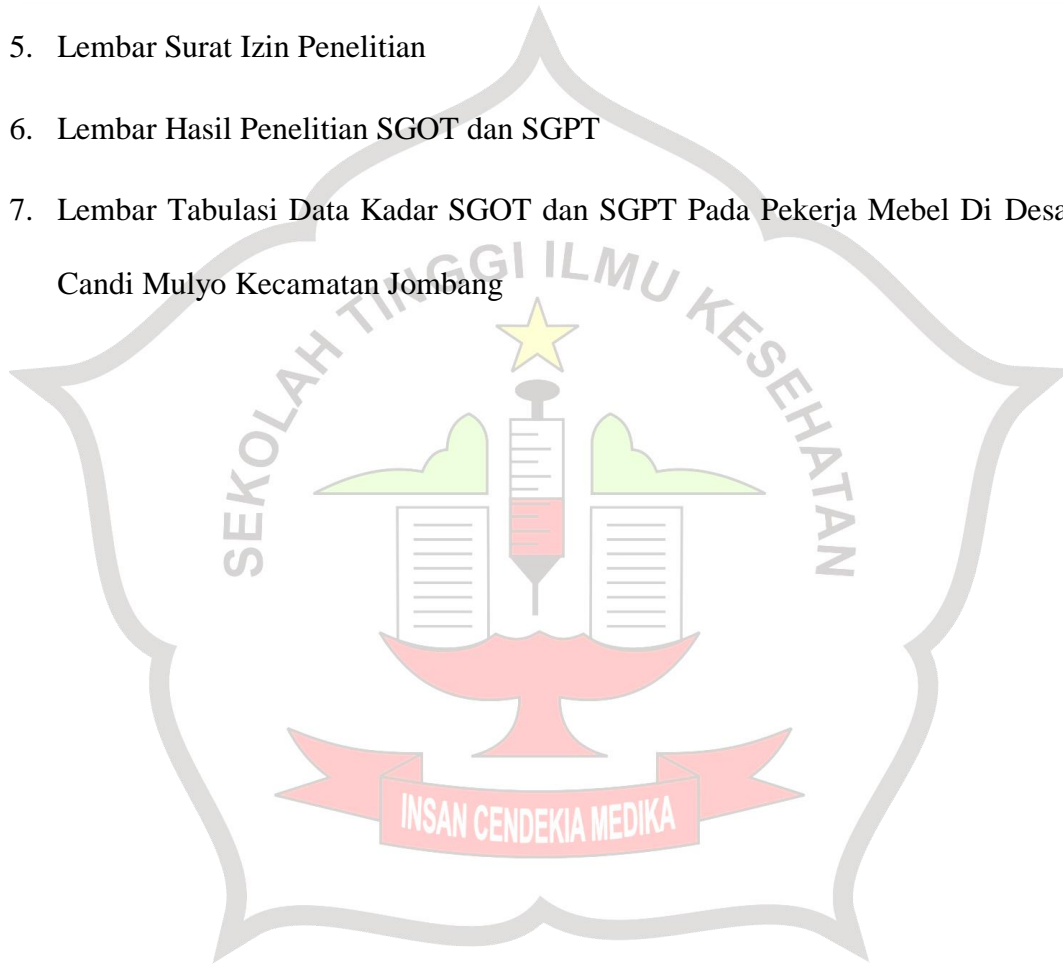 5. Lembar Surat Izin Penelitian
6. Lembar Hasil Penelitian SGOT dan SGPT
7. Lembar Tabulasi Data Kadar SGOT dan SGPT Pada Pekerja Mebel Di Desa
Candi Mulyo Kecamatan Jombang
SEKOLAH TINGGI ILMU KESEHATAN
INSAN CENDEKIA MEDIKA